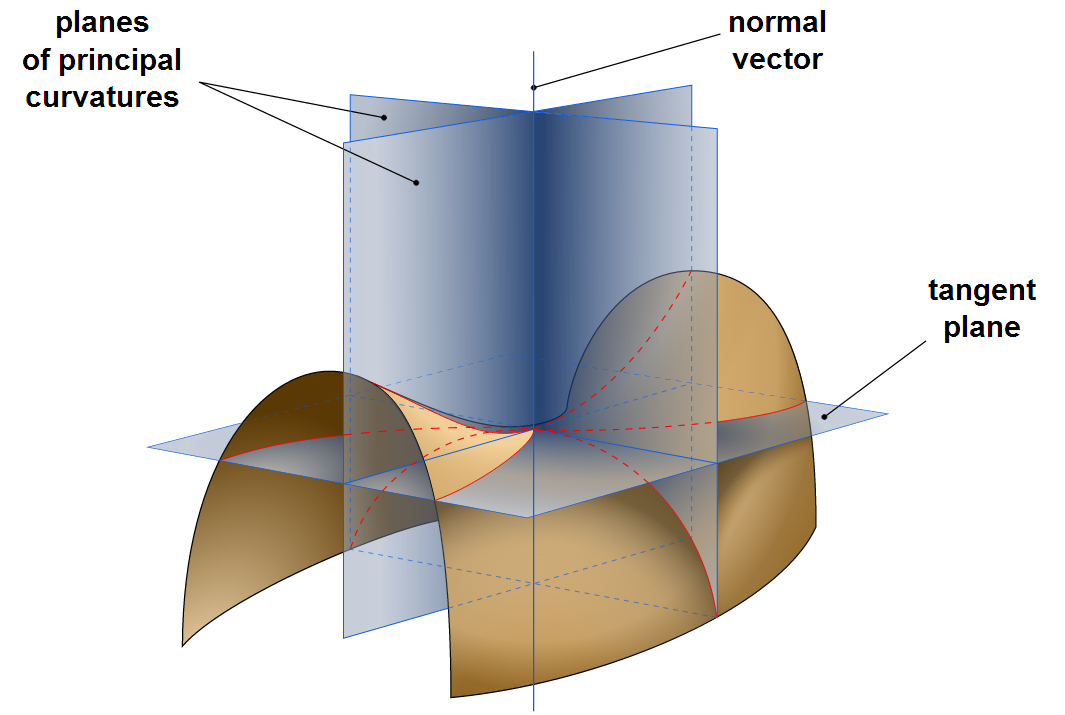 planes
of principal
curvatures
normal
vector
tangent
plane